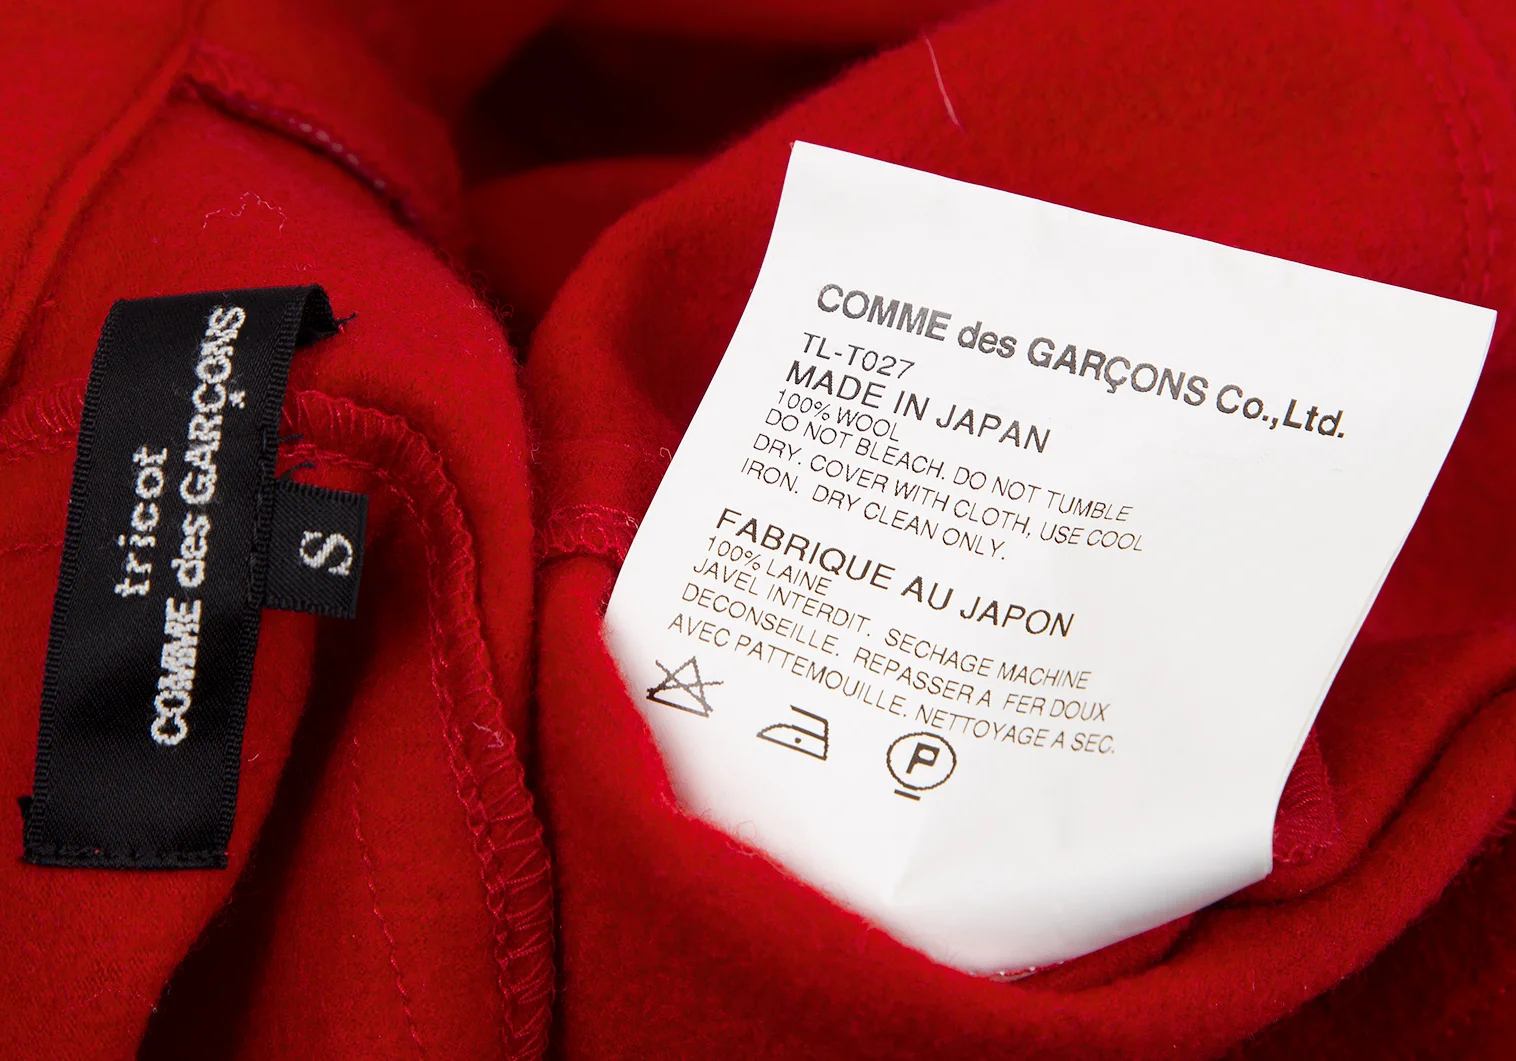 tricot
COMME des GARÇONS
S
COMME des GARÇONS Co.,Ltd.
TL-T027
MADE IN JAPAN
100% WOOL
DO NOT BLEACH. DO NOT TUMBLE
DRY. COVER WITH CLOTH, USE COOL
IRON. DRY CLEAN ONLY.
FABRIQUE AU JAPON
100% LAINE
JAVEL INTERDIT. SECHAGE MACHINE
DECONSEILLE. REPASSER A FER DOUX
AVEC PATTEMOUILLE. NETTOYAGE A SEC.
P